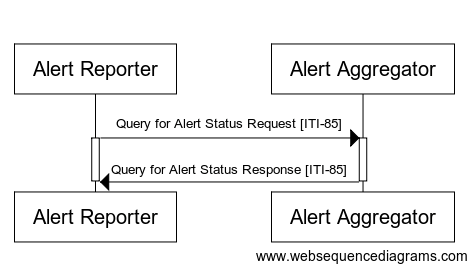 Alert Reporter
Alert Aggregator
Query for Alert Status Request [ITI-85]
Query for Alert Status Response [ITI-85]
Alert Reporter
Alert Aggregator
www.websequencediagrams.com